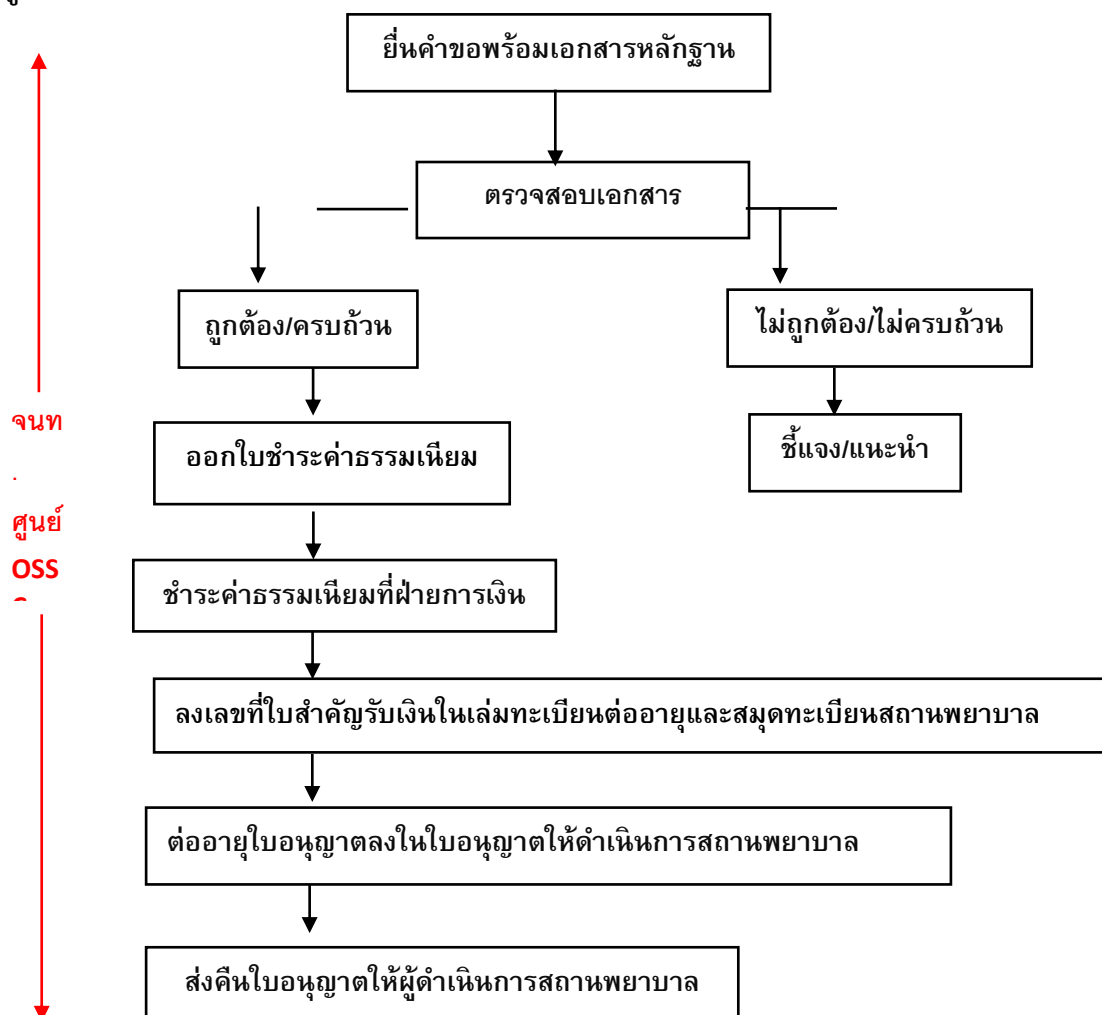 ยื่นคำขอพร้อมเอกสารหลักฐาน
ตรวจสอบเอกสาร
ถูกต้อง/ครบถ้วน
ไม่ถูกต้อง/ไม่ครบถ้วน
ออกใบชำระค่าธรรมเนียม
ชี้แจง/แนะนำ
ชำระค่าธรรมเนียมที่ฝ่ายการเงิน
ลงเลขที่ใบสำคัญรับเงินในเล่มทะเบียนต่ออายุและสมุดทะเบียนสถานพยาบาล
ต่ออายุใบอนุญาตลงในใบอนุญาตให้ดำเนินการสถานพยาบาล
ส่งคืนใบอนุญาตให้ผู้ดำเนินการสถานพยาบาล
จนท
.
ศูนย์
OSS